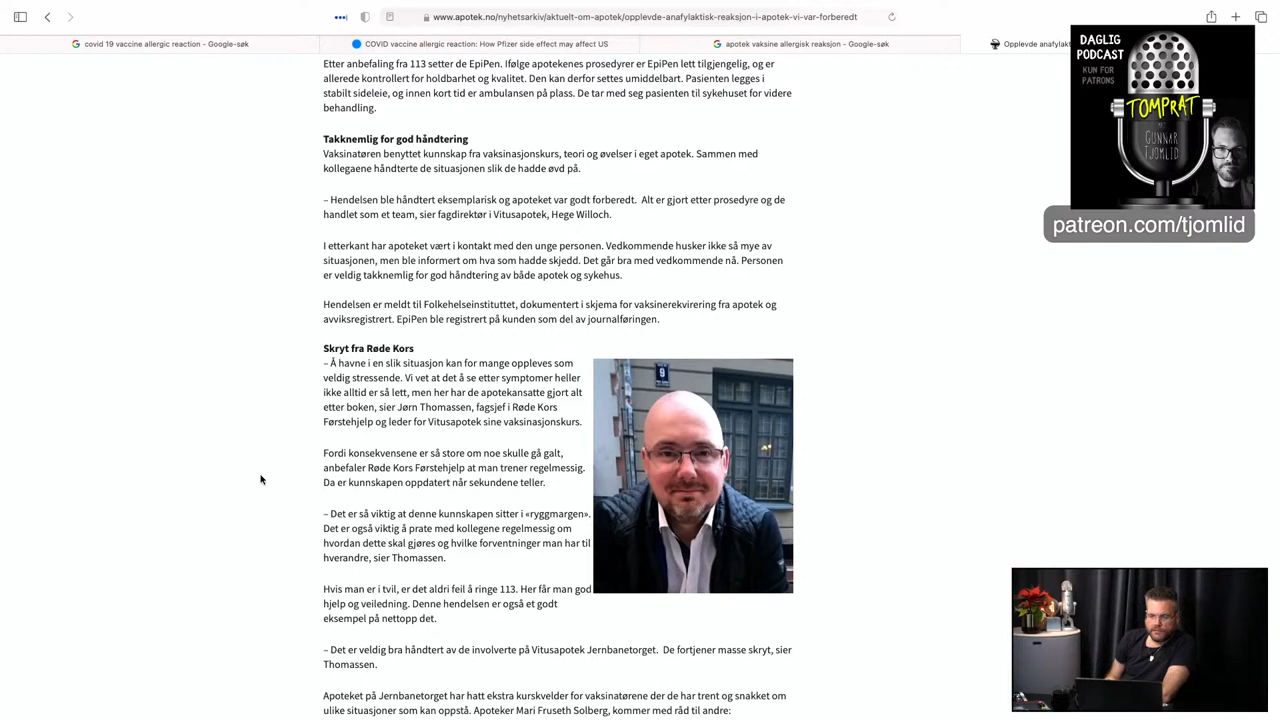 www.apotek.no/nyhetsarkiv/aktuelt-om-apotek/opplevde-anafylaktisk-reaksjon-i-apotek-vi-var-forberedt
covid 19 vaccine allergic reaction - Google-søk
COVID vaccine allergic reaction: How Pfizer side effect may affect US
apotek vaksine allergisk reaksjon - Google-søk
Opplevde anafylakt
Etter anbefaling fra 113 setter de EpiPen. Ifølge apotekenes prosedyrer er EpiPen lett tilgjengelig, og er
allerede kontrollert for holdbarhet og kvalitet. Den kan derfor settes umiddelbart. Pasienten legges i
stabilt sideleie, og innen kort tid er ambulansen på plass. De tar med seg pasienten til sykehuset for videre
behandling.
Takknemlig for god håndtering
Vaksinatøren benyttet kunnskap fra vaksinasjonskurs, teori og øvelser i eget apotek. Sammen med
kollegaene håndterte de situasjonen slik de hadde øvd på.
– Hendelsen ble håndtert eksemplarisk og apoteket var godt forberedt.  Alt er gjort etter prosedyre og de
handlet som et team, sier fagdirektør i Vitusapotek, Hege Willoch.
I etterkant har apoteket vært i kontakt med den unge personen. Vedkommende husker ikke så mye av
situasjonen, men ble informert om hva som hadde skjedd. Det går bra med vedkommende nå. Personen
er veldig takknemlig for god håndtering av både apotek og sykehus.
Hendelsen er meldt til Folkehelseinstituttet, dokumentert i skjema for vaksinerekvirering fra apotek og
avviksregistrert. EpiPen ble registrert på kunden som del av journalføringen.
Skryt fra Røde Kors
– Å havne i en slik situasjon kan for mange oppleves som
veldig stressende. Vi vet at det å se etter symptomer heller
ikke alltid er så lett, men her har de apotekansatte gjort alt
etter boken, sier Jørn Thomassen, fagsjef i Røde Kors
Førstehjelp og leder for Vitusapotek sine vaksinasjonskurs.
Fordi konsekvensene er så store om noe skulle gå galt,
anbefaler Røde Kors Førstehjelp at man trener regelmessig.
Da er kunnskapen oppdatert når sekundene teller.
– Det er så viktig at denne kunnskapen sitter i «ryggmargen».
Det er også viktig å prate med kollegene regelmessig om
hvordan dette skal gjøres og hvilke forventninger man har til
hverandre, sier Thomassen.
Hvis man er i tvil, er det aldri feil å ringe 113. Her får man god
hjelp og veiledning. Denne hendelsen er også et godt
eksempel på nettopp det.
– Det er veldig bra håndtert av de involverte på Vitusapotek Jernbanetorget.  De fortjener masse skryt, sier
Thomassen.
Apoteket på Jernbanetorget har hatt ekstra kurskvelder for vaksinatørene der de har trent og snakket om
ulike situasjoner som kan oppstå. Apoteker Mari Fruseth Solberg, kommer med råd til andre:
9
DAGLIG
PODCAST
KUN FOR
PATRONS
TOMPRAT
GUNNAR
TJOMLID
patreon.com/tjomlid